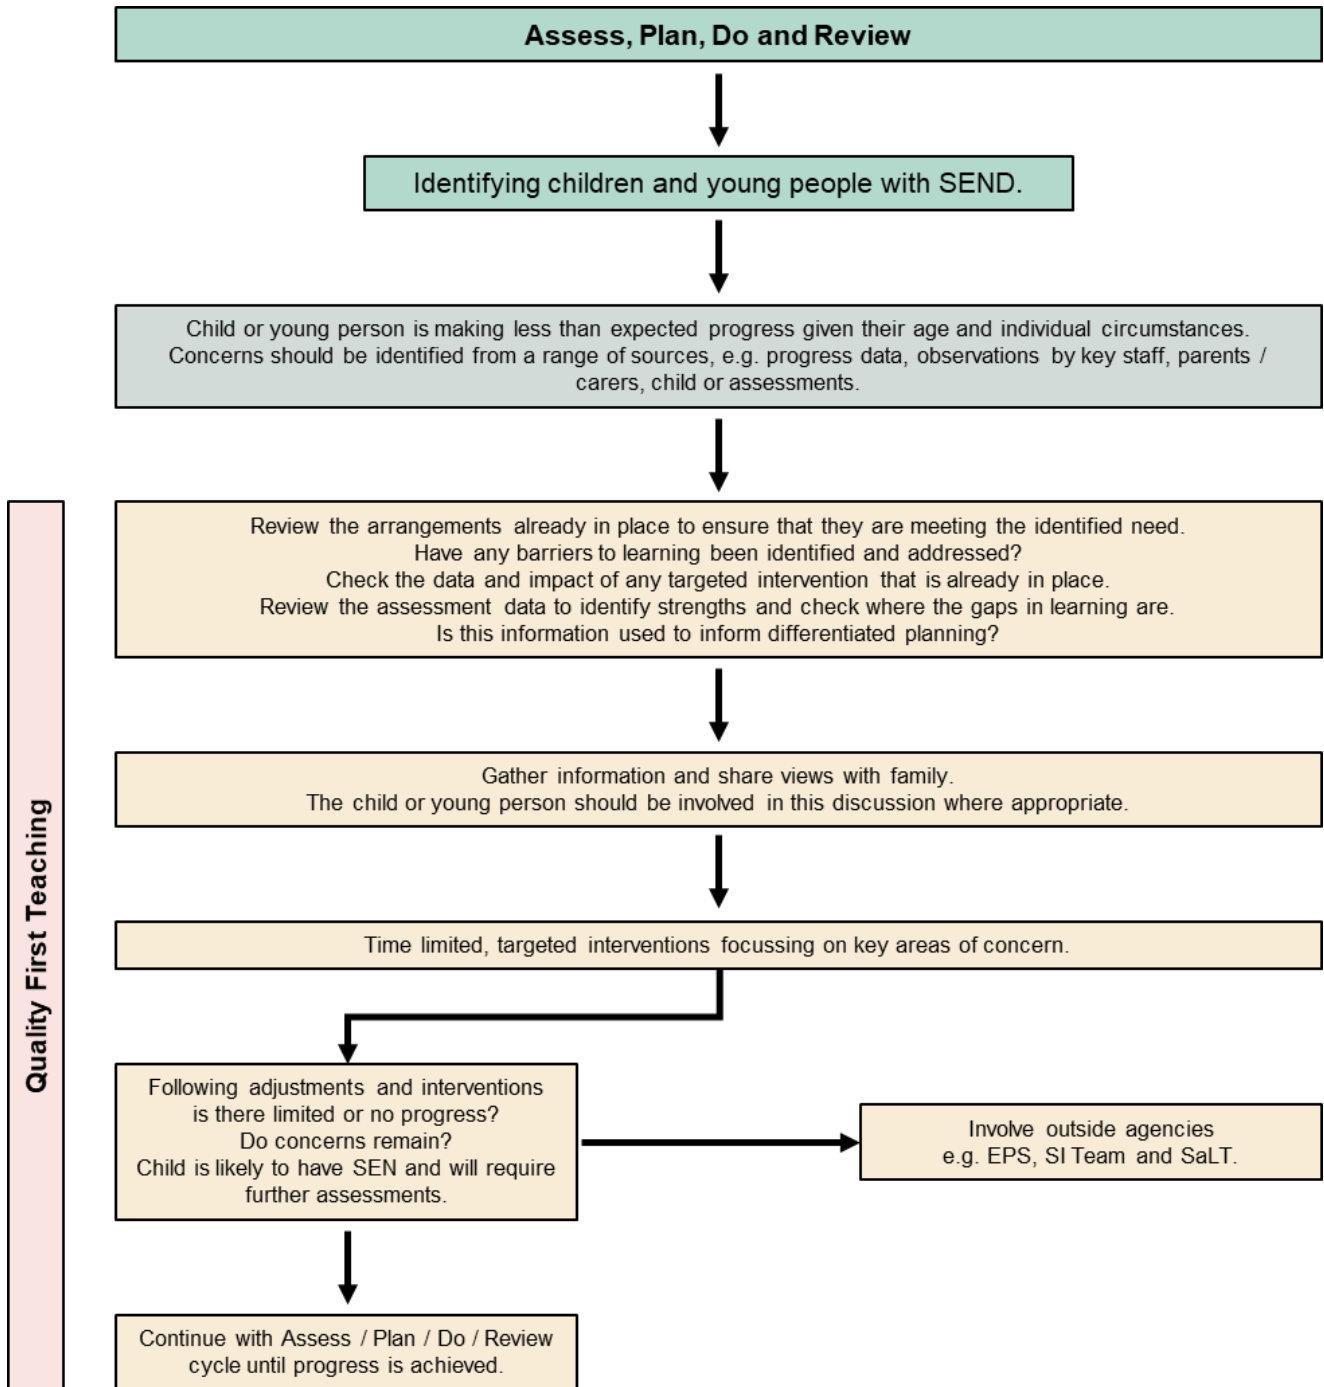 Assess, Plan, Do and Review
Identifying children and young people with SEND.
Child or young person is making less than expected progress given their age and individual circumstances.
Concerns should be identified from a range of sources, e.g. progress data, observations by key staff, parents /
carers, child or assessments.
Quality First Teaching
Review the arrangements already in place to ensure that they are meeting the identified need.
Have any barriers to learning been identified and addressed?
Check the data and impact of any targeted intervention that is already in place.
Review the assessment data to identify strengths and check where the gaps in learning are.
Is this information used to inform differentiated planning?
Gather information and share views with family.
The child or young person should be involved in this discussion where appropriate.
Time limited, targeted interventions focussing on key areas of concern.
Following adjustments and interventions
is there limited or no progress?
Do concerns remain?
Child is likely to have SEN and will require
further assessments.
Involve outside agencies
e.g. EPS, SI Team and SaLT.
Continue with Assess / Plan / Do / Review
cycle until progress is achieved.